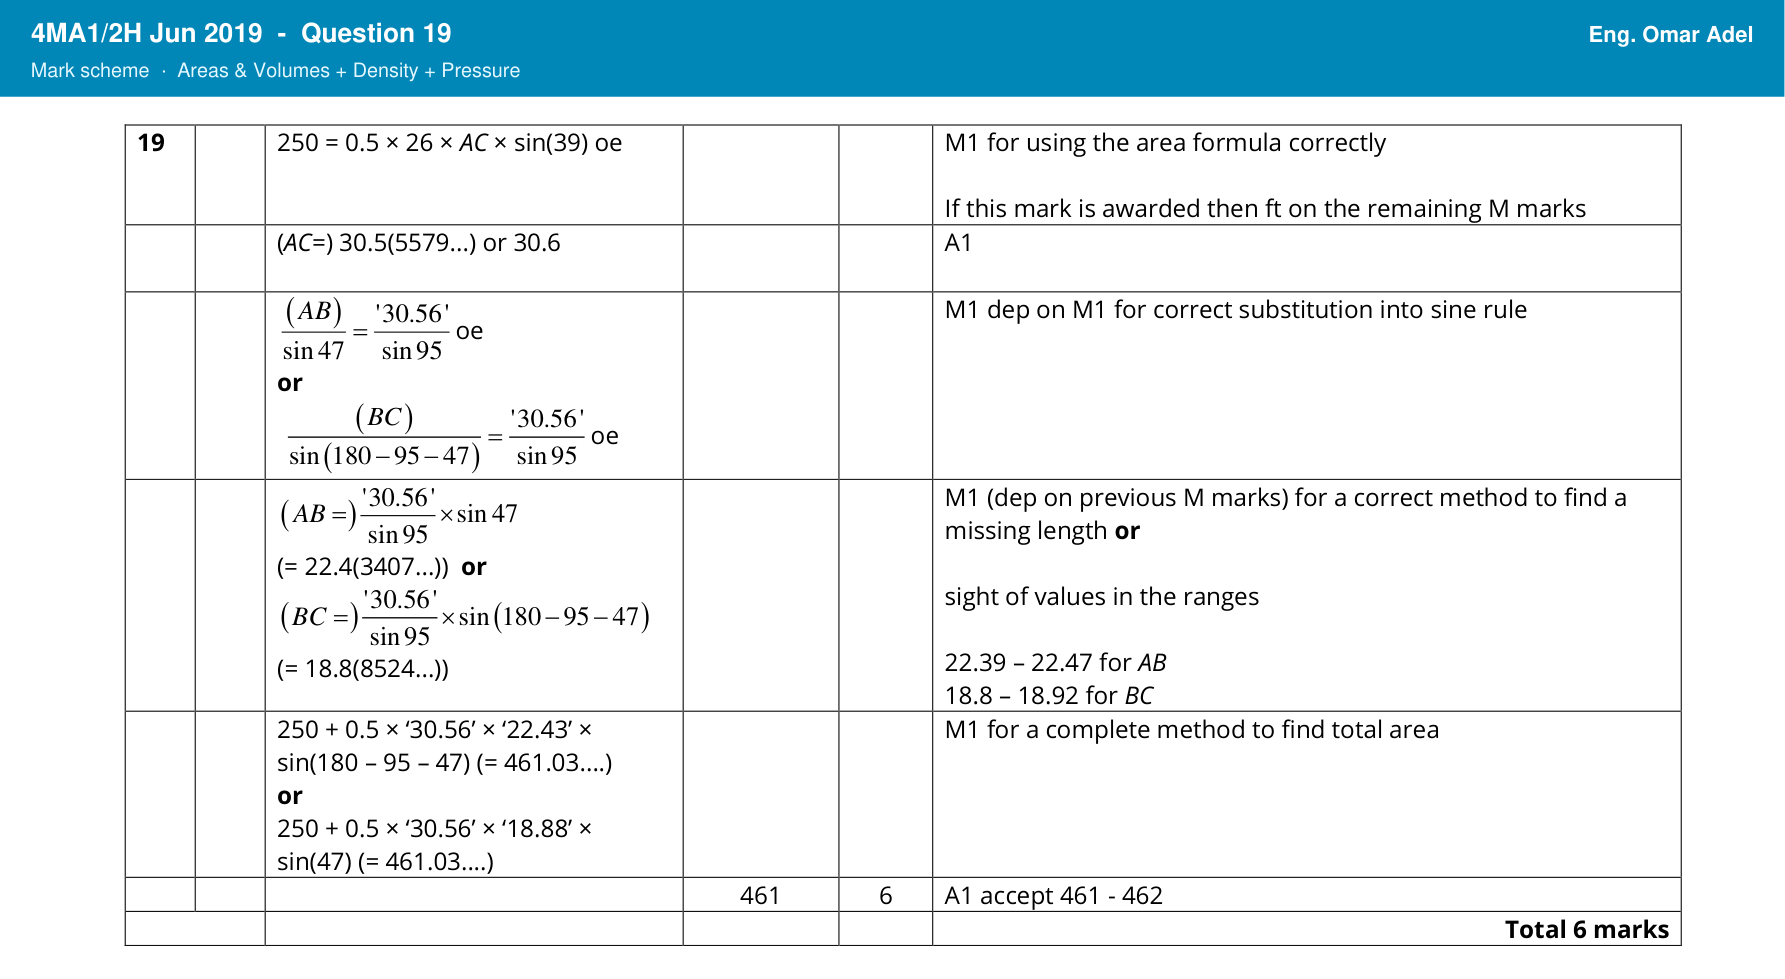 4MA1/2H Jun 2019 - Question 19
Eng. Omar Adel
Mark scheme · Areas & Volumes + Density + Pressure
19
250 = 0.5 × 26 × AC × sin(39) oe
M1 for using the area formula correctly
If this mark is awarded then ft on the remaining M marks
(AC=) 30.5(5579...) or 30.6
A1
(AB)/sin 47 = '30.56'/sin 95 oe
or
(BC)/sin(180 – 95 – 47) = '30.56'/sin 95 oe
M1 dep on M1 for correct substitution into sine rule
(AB =) '30.56'/sin 95 × sin 47
(= 22.4(3407...)) or
(BC =) '30.56'/sin 95 × sin(180 – 95 – 47)
(= 18.8(8524...))
M1 (dep on previous M marks) for a correct method to find a
missing length or
sight of values in the ranges
22.39 – 22.47 for AB
18.8 – 18.92 for BC
250 + 0.5 × ‘30.56’ × ‘22.43’ ×
sin(180 – 95 – 47) (= 461.03....)
or
250 + 0.5 × ‘30.56’ × ‘18.88’ ×
sin(47) (= 461.03....)
M1 for a complete method to find total area
461
6
A1 accept 461 - 462
Total 6 marks